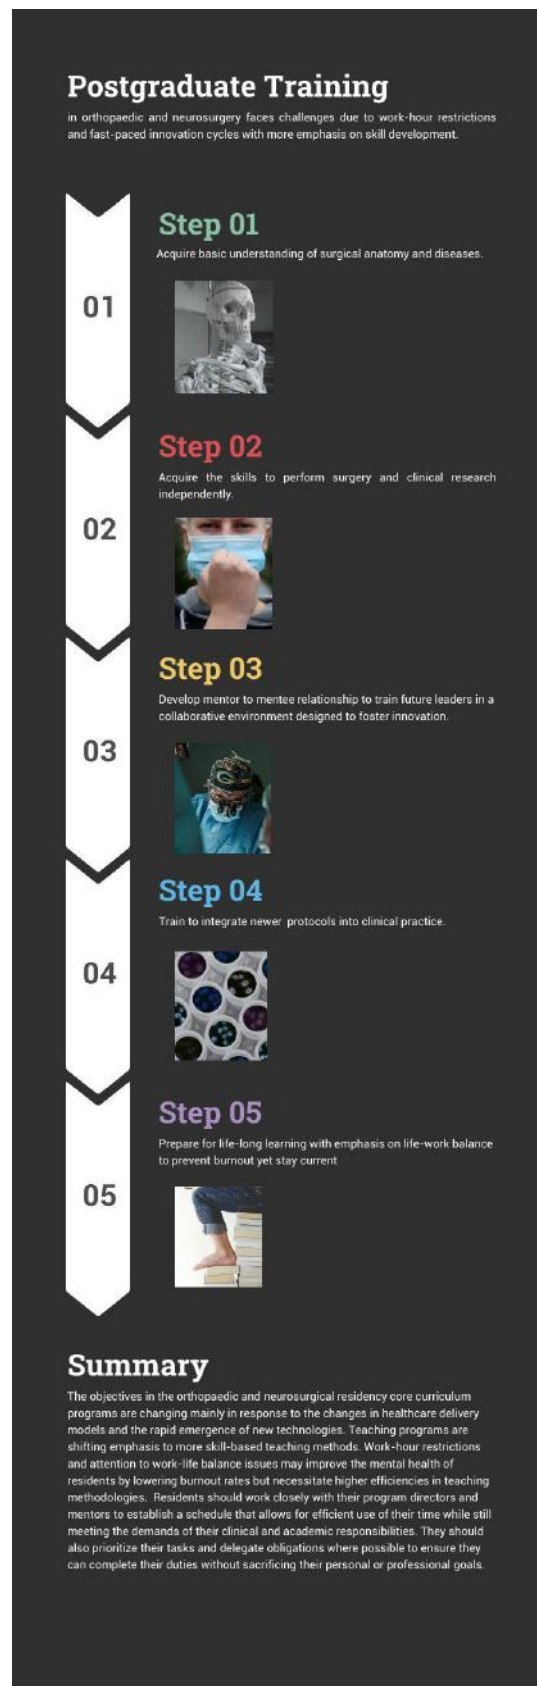 Postgraduate Training
in orthopaedic and neurosurgery faces challenges due to work-hour restrictions
and fast-paced innovation cycles with more emphasis on skill development.
Step 01
Acquire basic understanding of surgical anatomy and diseases.
01
Step 02
Acquire the skills to perform surgery and clinical research
independently.
02
Step 03
Develop mentor to mentee relationship to train future leaders in a
collaborative environment designed to foster innovation.
03
Step 04
Train to integrate newer protocols into clinical practice.
04
Step 05
Prepare for life-long learning with emphasis on life-work balance
to prevent burnout yet stay current
05
Summary
The objectives in the orthopaedic and neurosurgical residency core curriculum
programs are changing mainly in response to the changes in healthcare delivery
models and the rapid emergence of new technologies. Teaching programs are
shifting emphasis to more skill-based teaching methods. Work-hour restrictions
and attention to work-life balance issues may improve the mental health of
residents by lowering burnout rates but necessitate higher efficiencies in teaching
methodologies. Residents should work closely with their program directors and
mentors to establish a schedule that allows for efficient use of their time while still
meeting the demands of their clinical and academic responsibilities. They should
also prioritize their tasks and delegate obligations where possible to ensure they
can complete their duties without sacrificing their personal or professional goals.